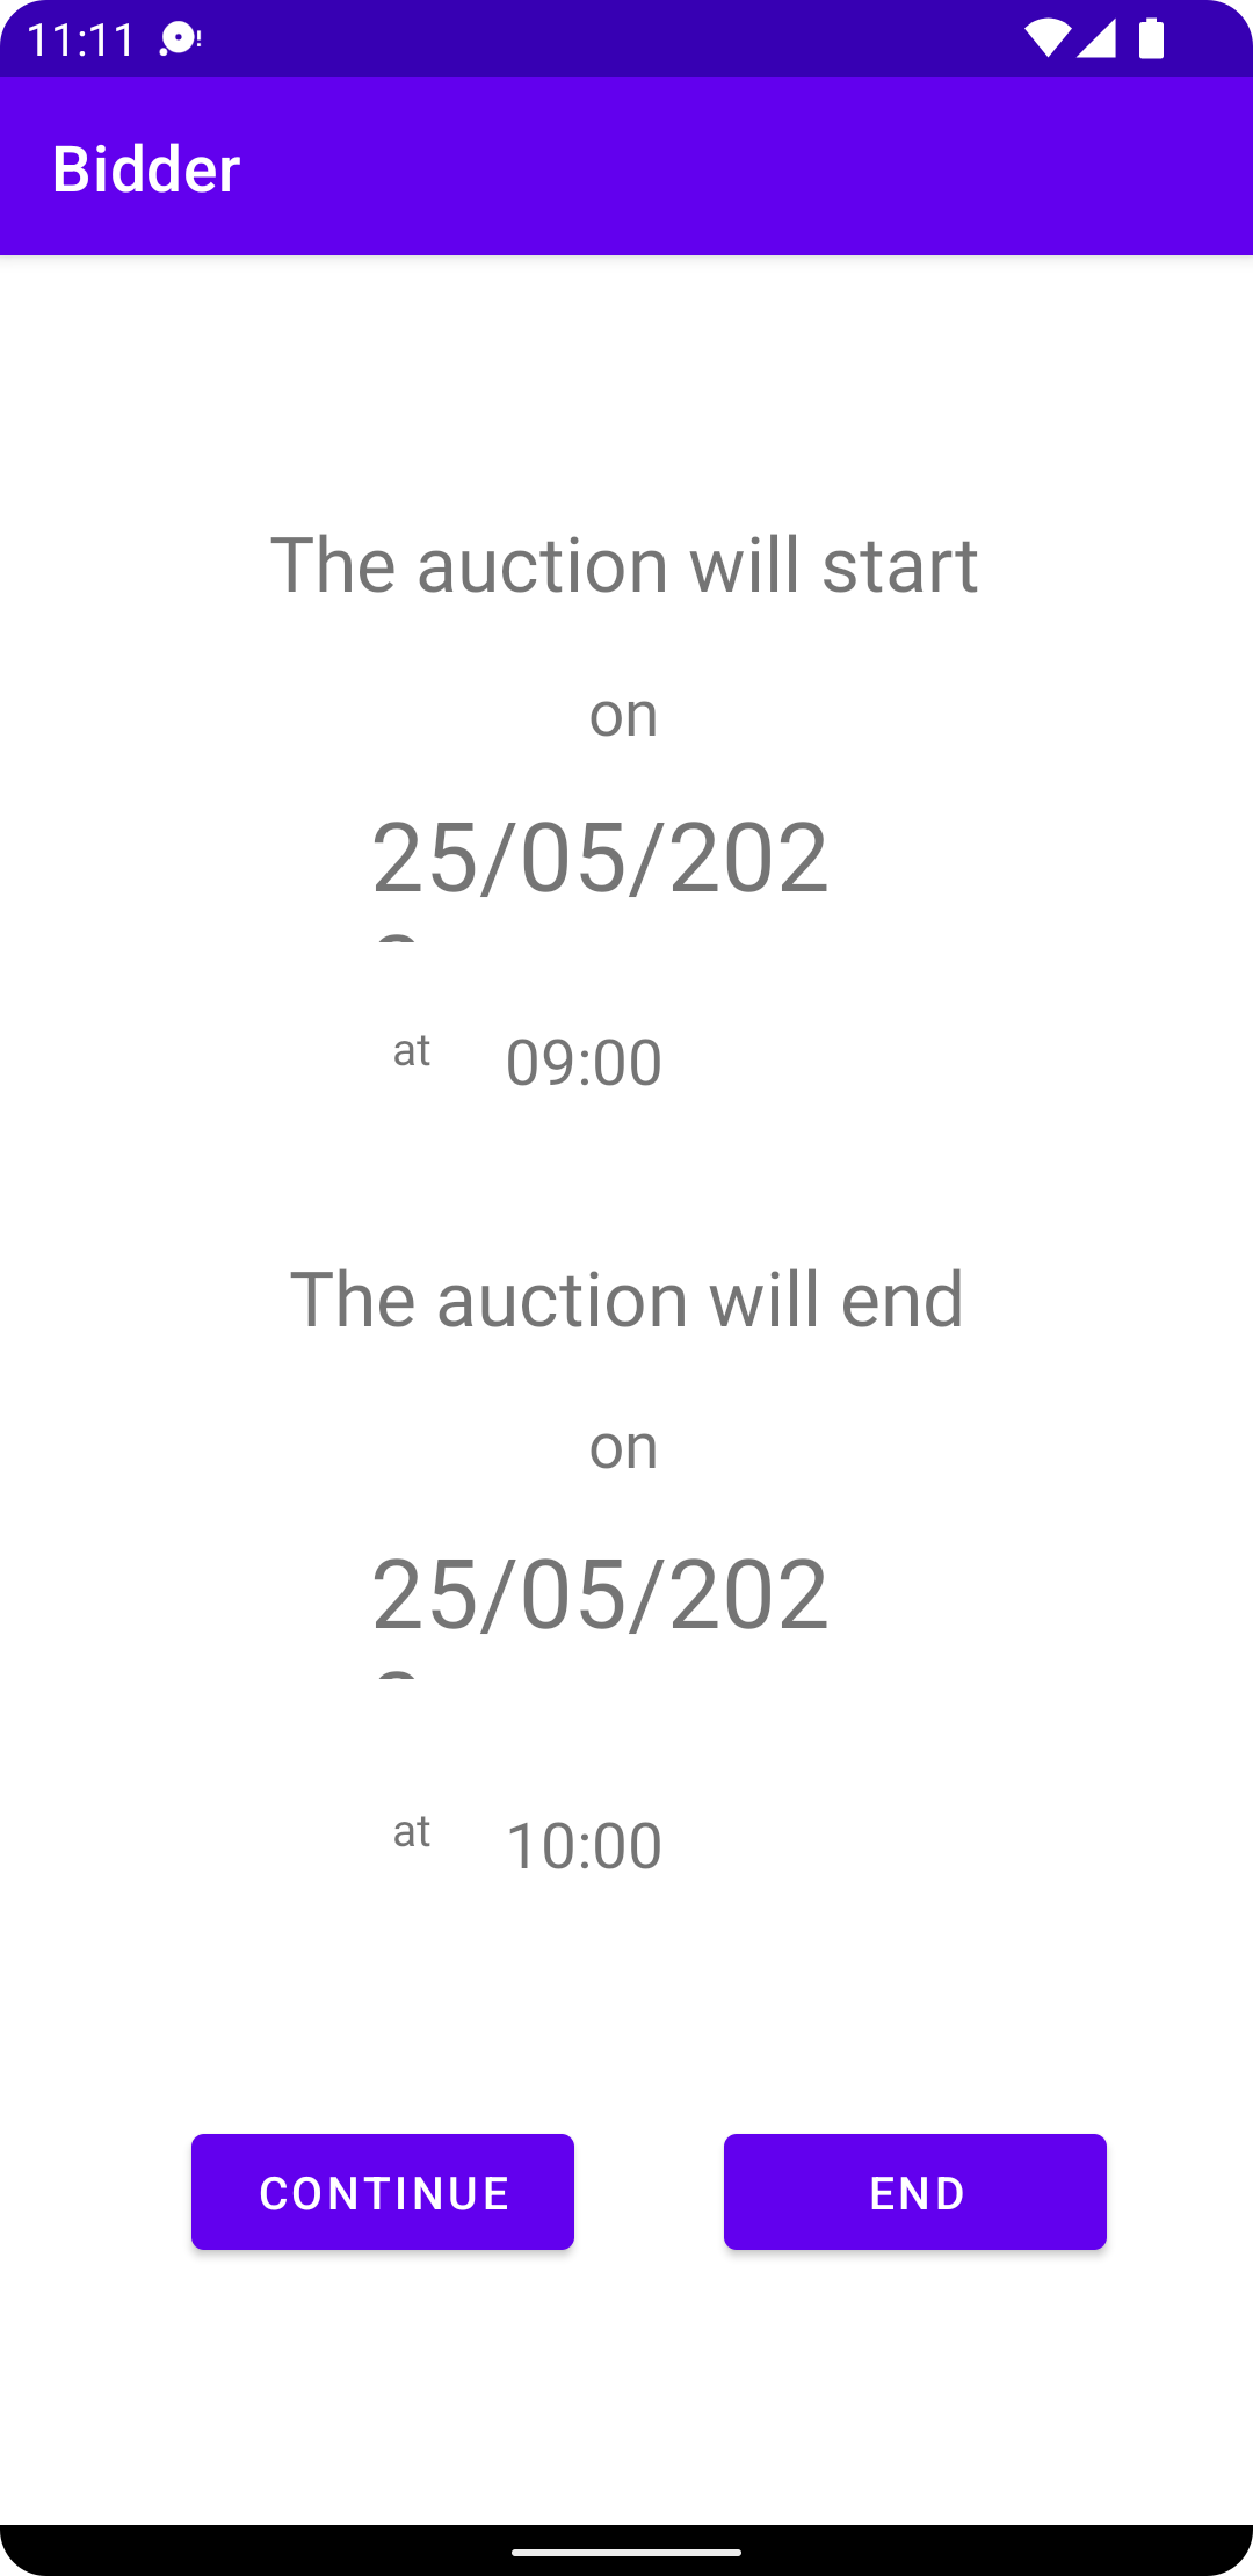 11:11
Bidder
The auction will start
on
25/05/202
at 09:00
The auction will end
on
25/05/202
at 10:00
CONTINUE END